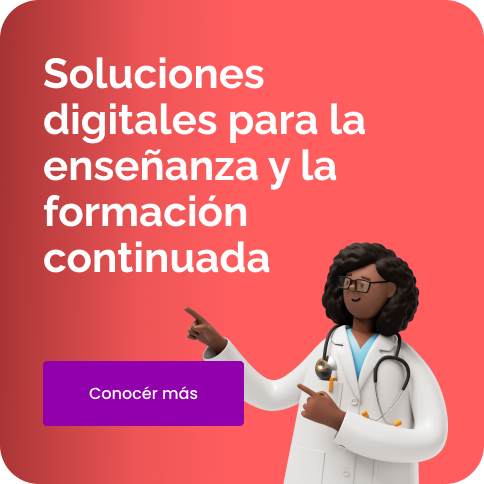 Soluciones
digitales para la
enseñanza y la
formación
continuada
Conocér más